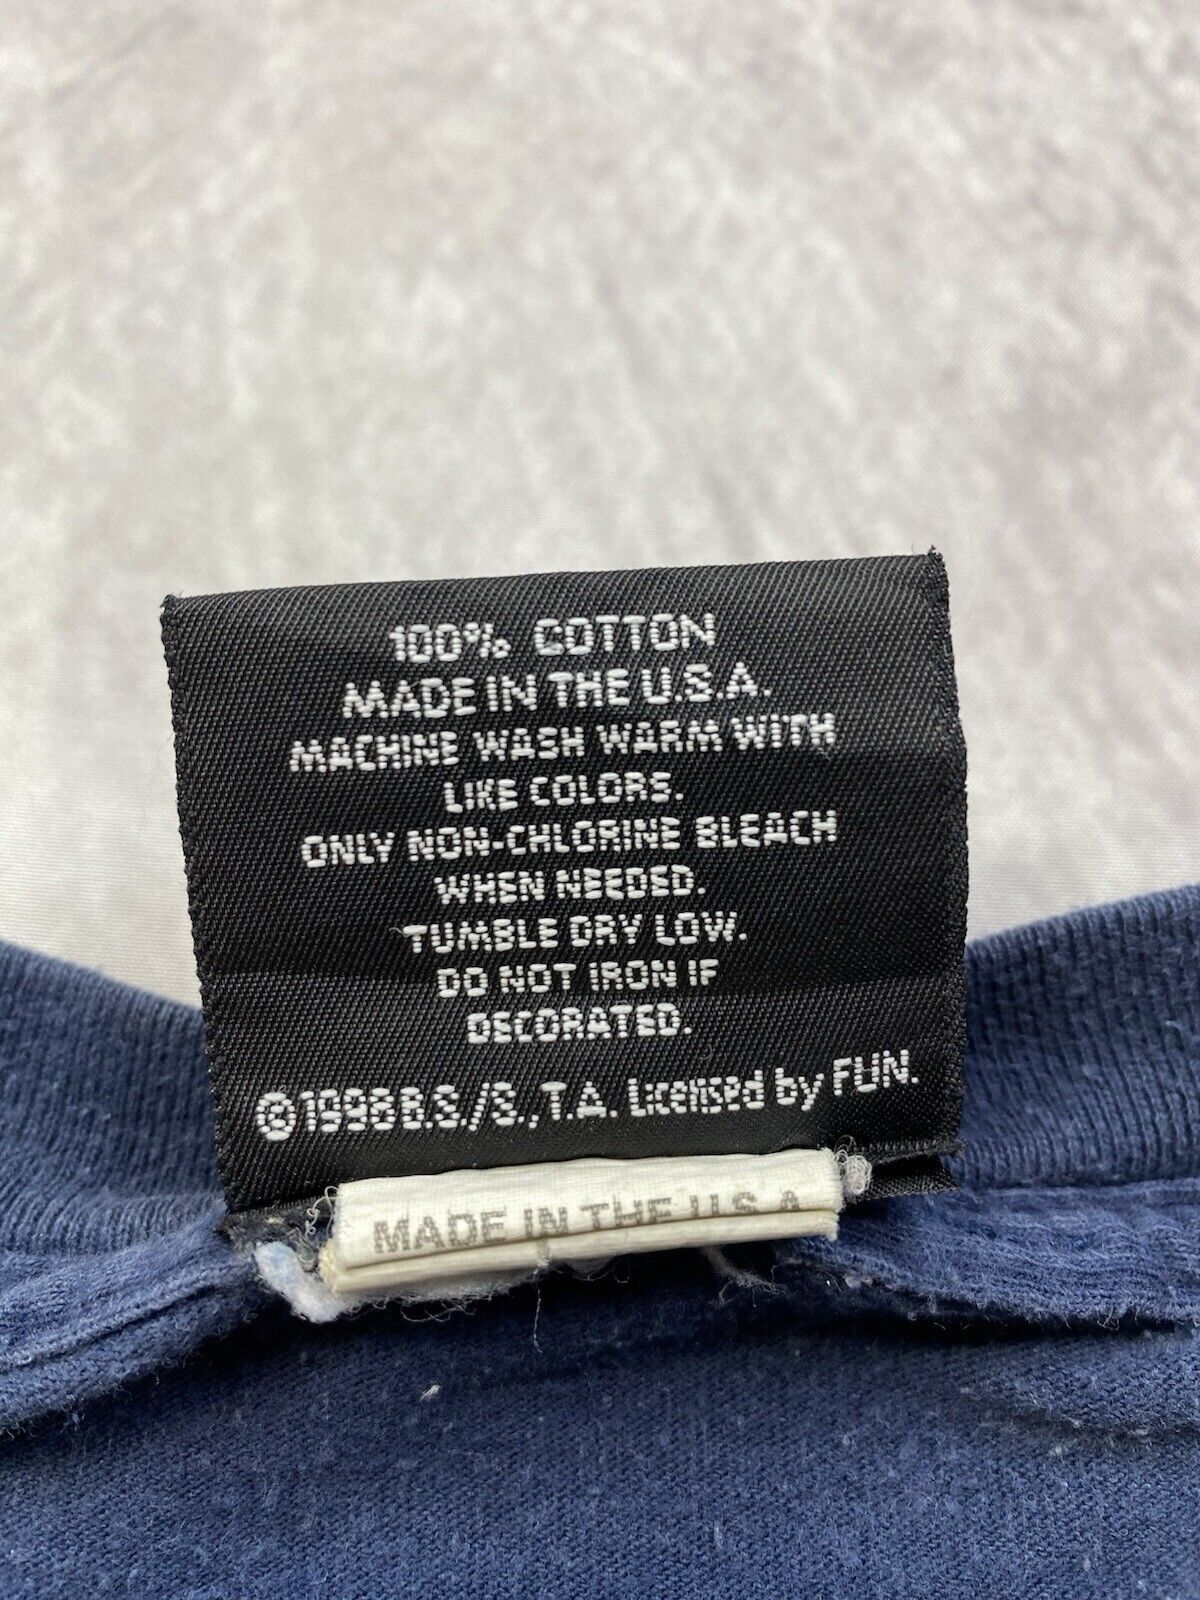 100% COTTON
MADE IN THE U.S.A.
MACHINE WASH WARM WITH
LIKE COLORS.
ONLY NON-CHLORINE BLEACH
WHEN NEEDED.
TUMBLE DRY LOW.
DO NOT IRON IF
DECORATED.
©1998 B.S./S.,T.A. Licensed by FUN.
MADE IN THE U.S.A